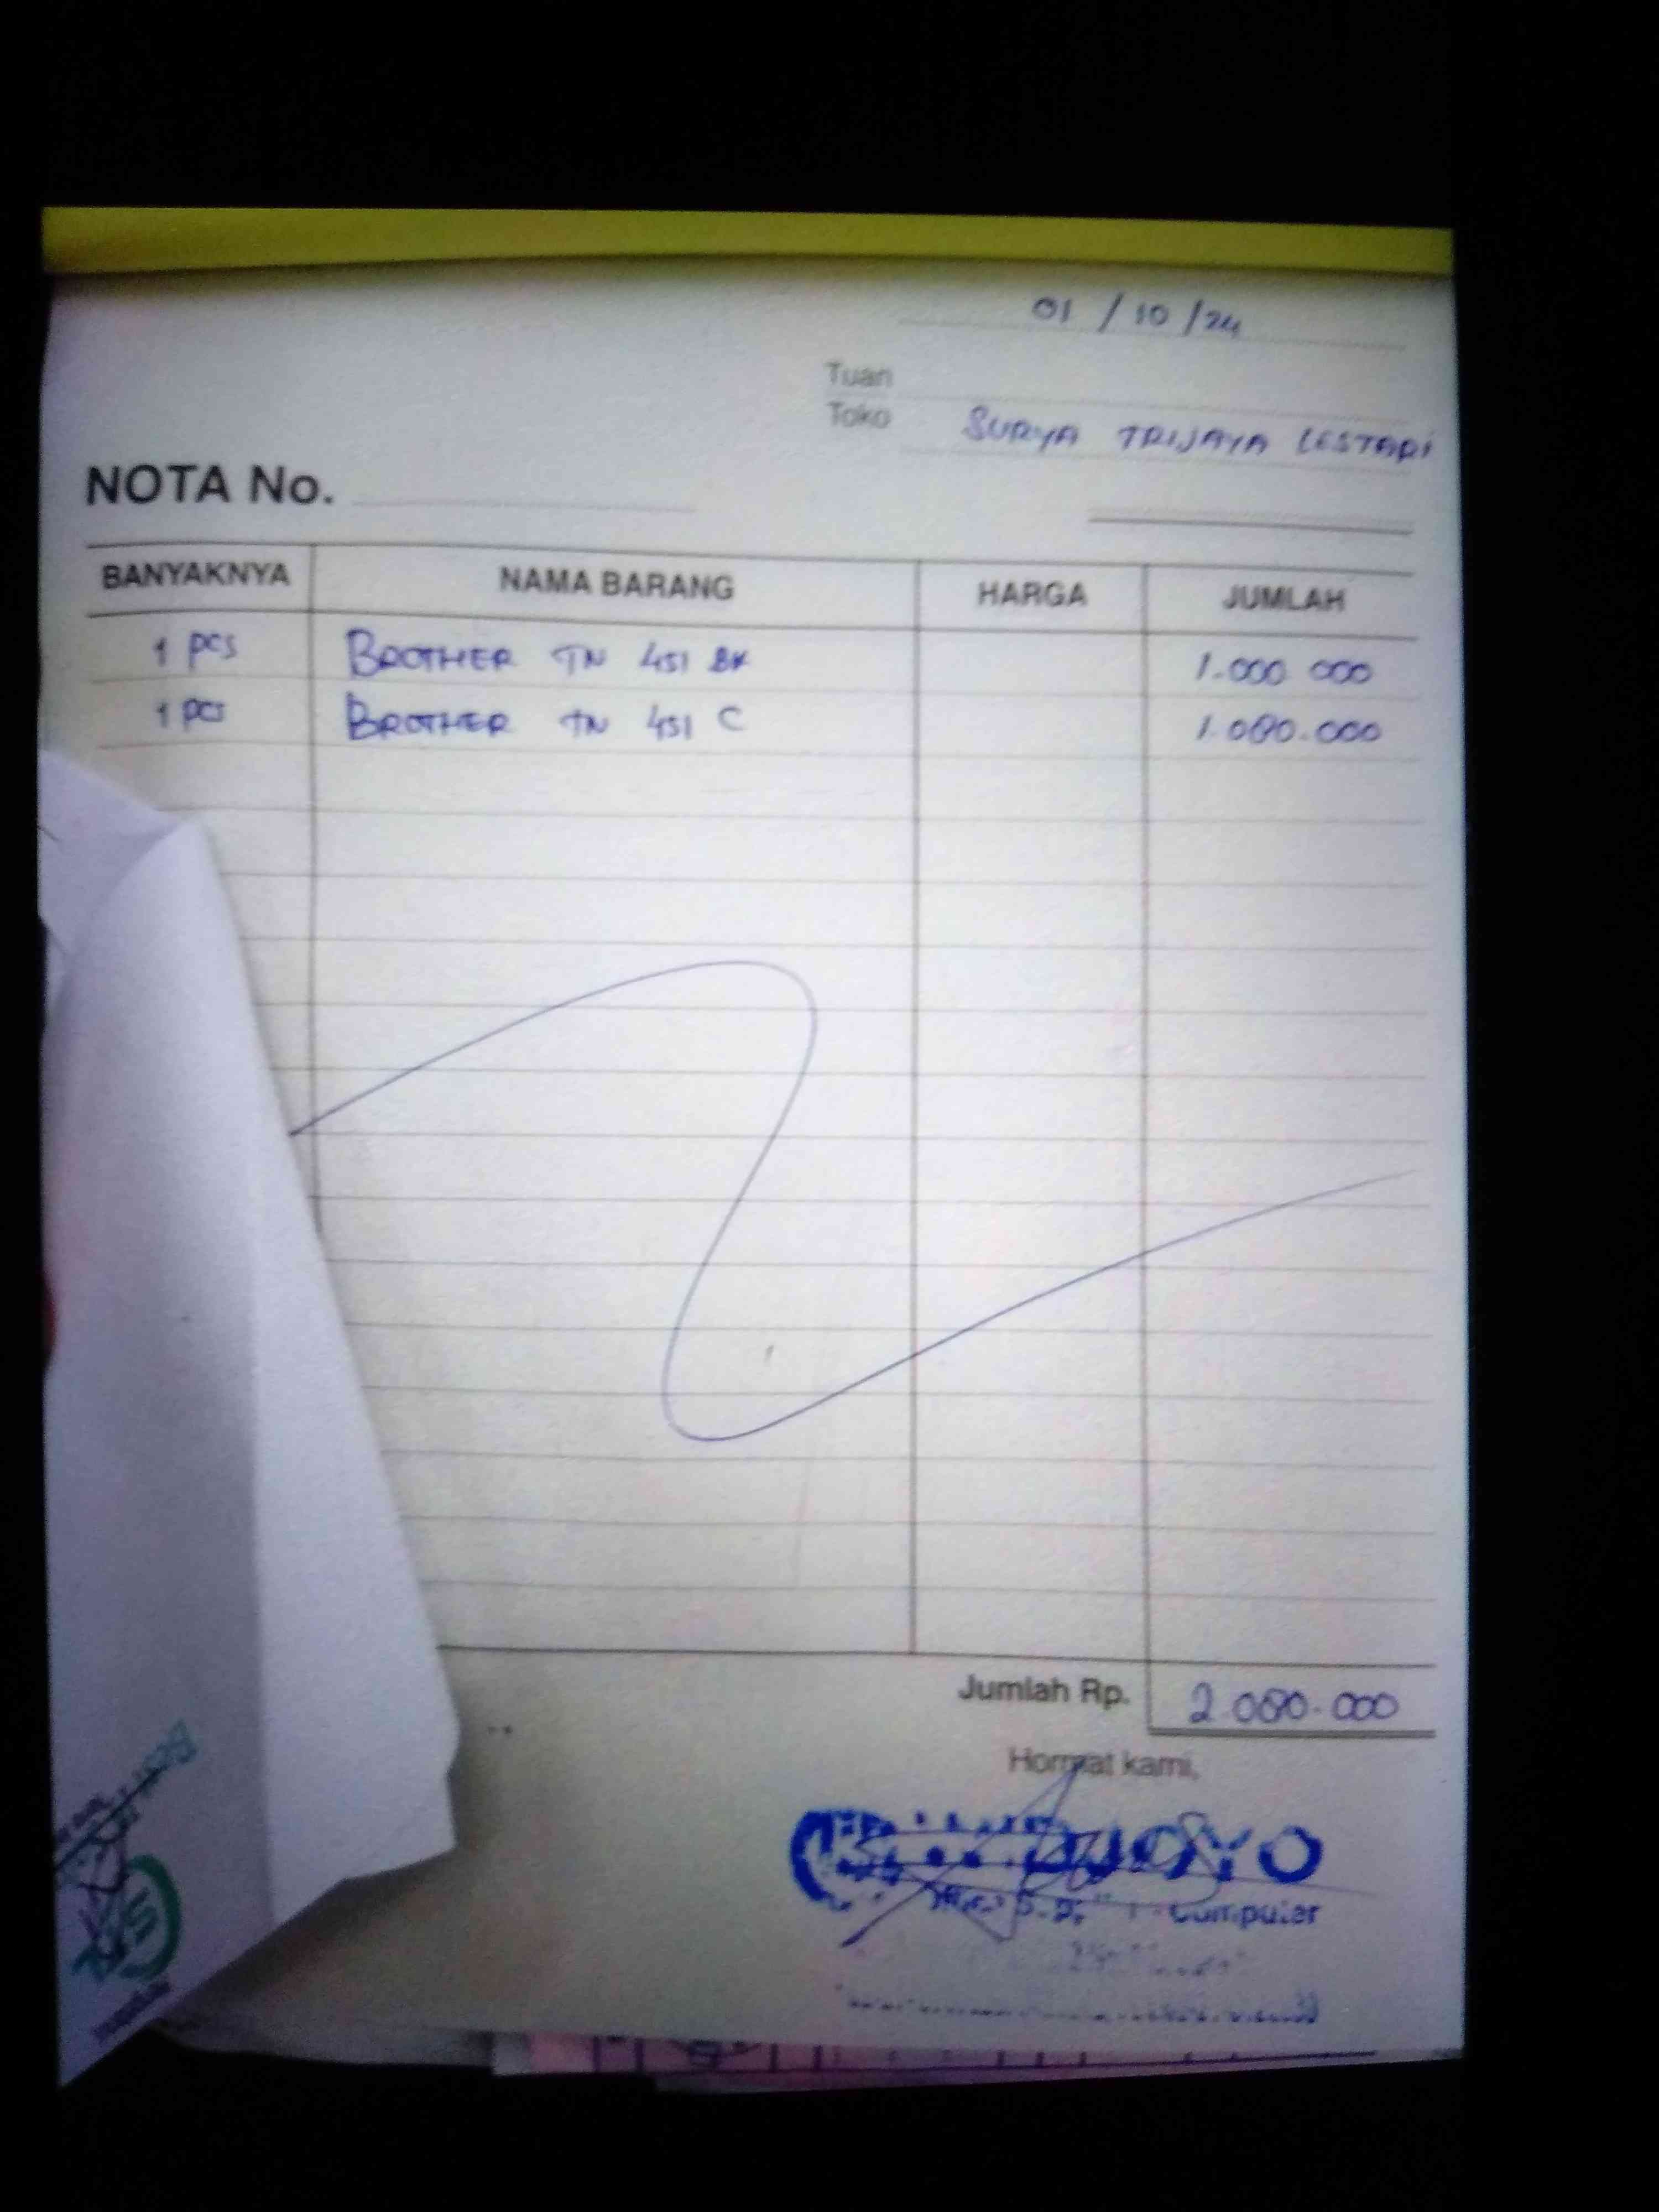 01 / 10 / 24
Tuan
Toko SURYA TRIJAYA LESTARI
NOTA No.
BANYAKNYA NAMA BARANG HARGA JUMLAH
1 pcs BROTHER TN 451 BK 1.000 000
1 pcs BROTHER TN 451 C 1.080.000
Jumlah Rp. 2.080.000
Hormat kami,
Computer